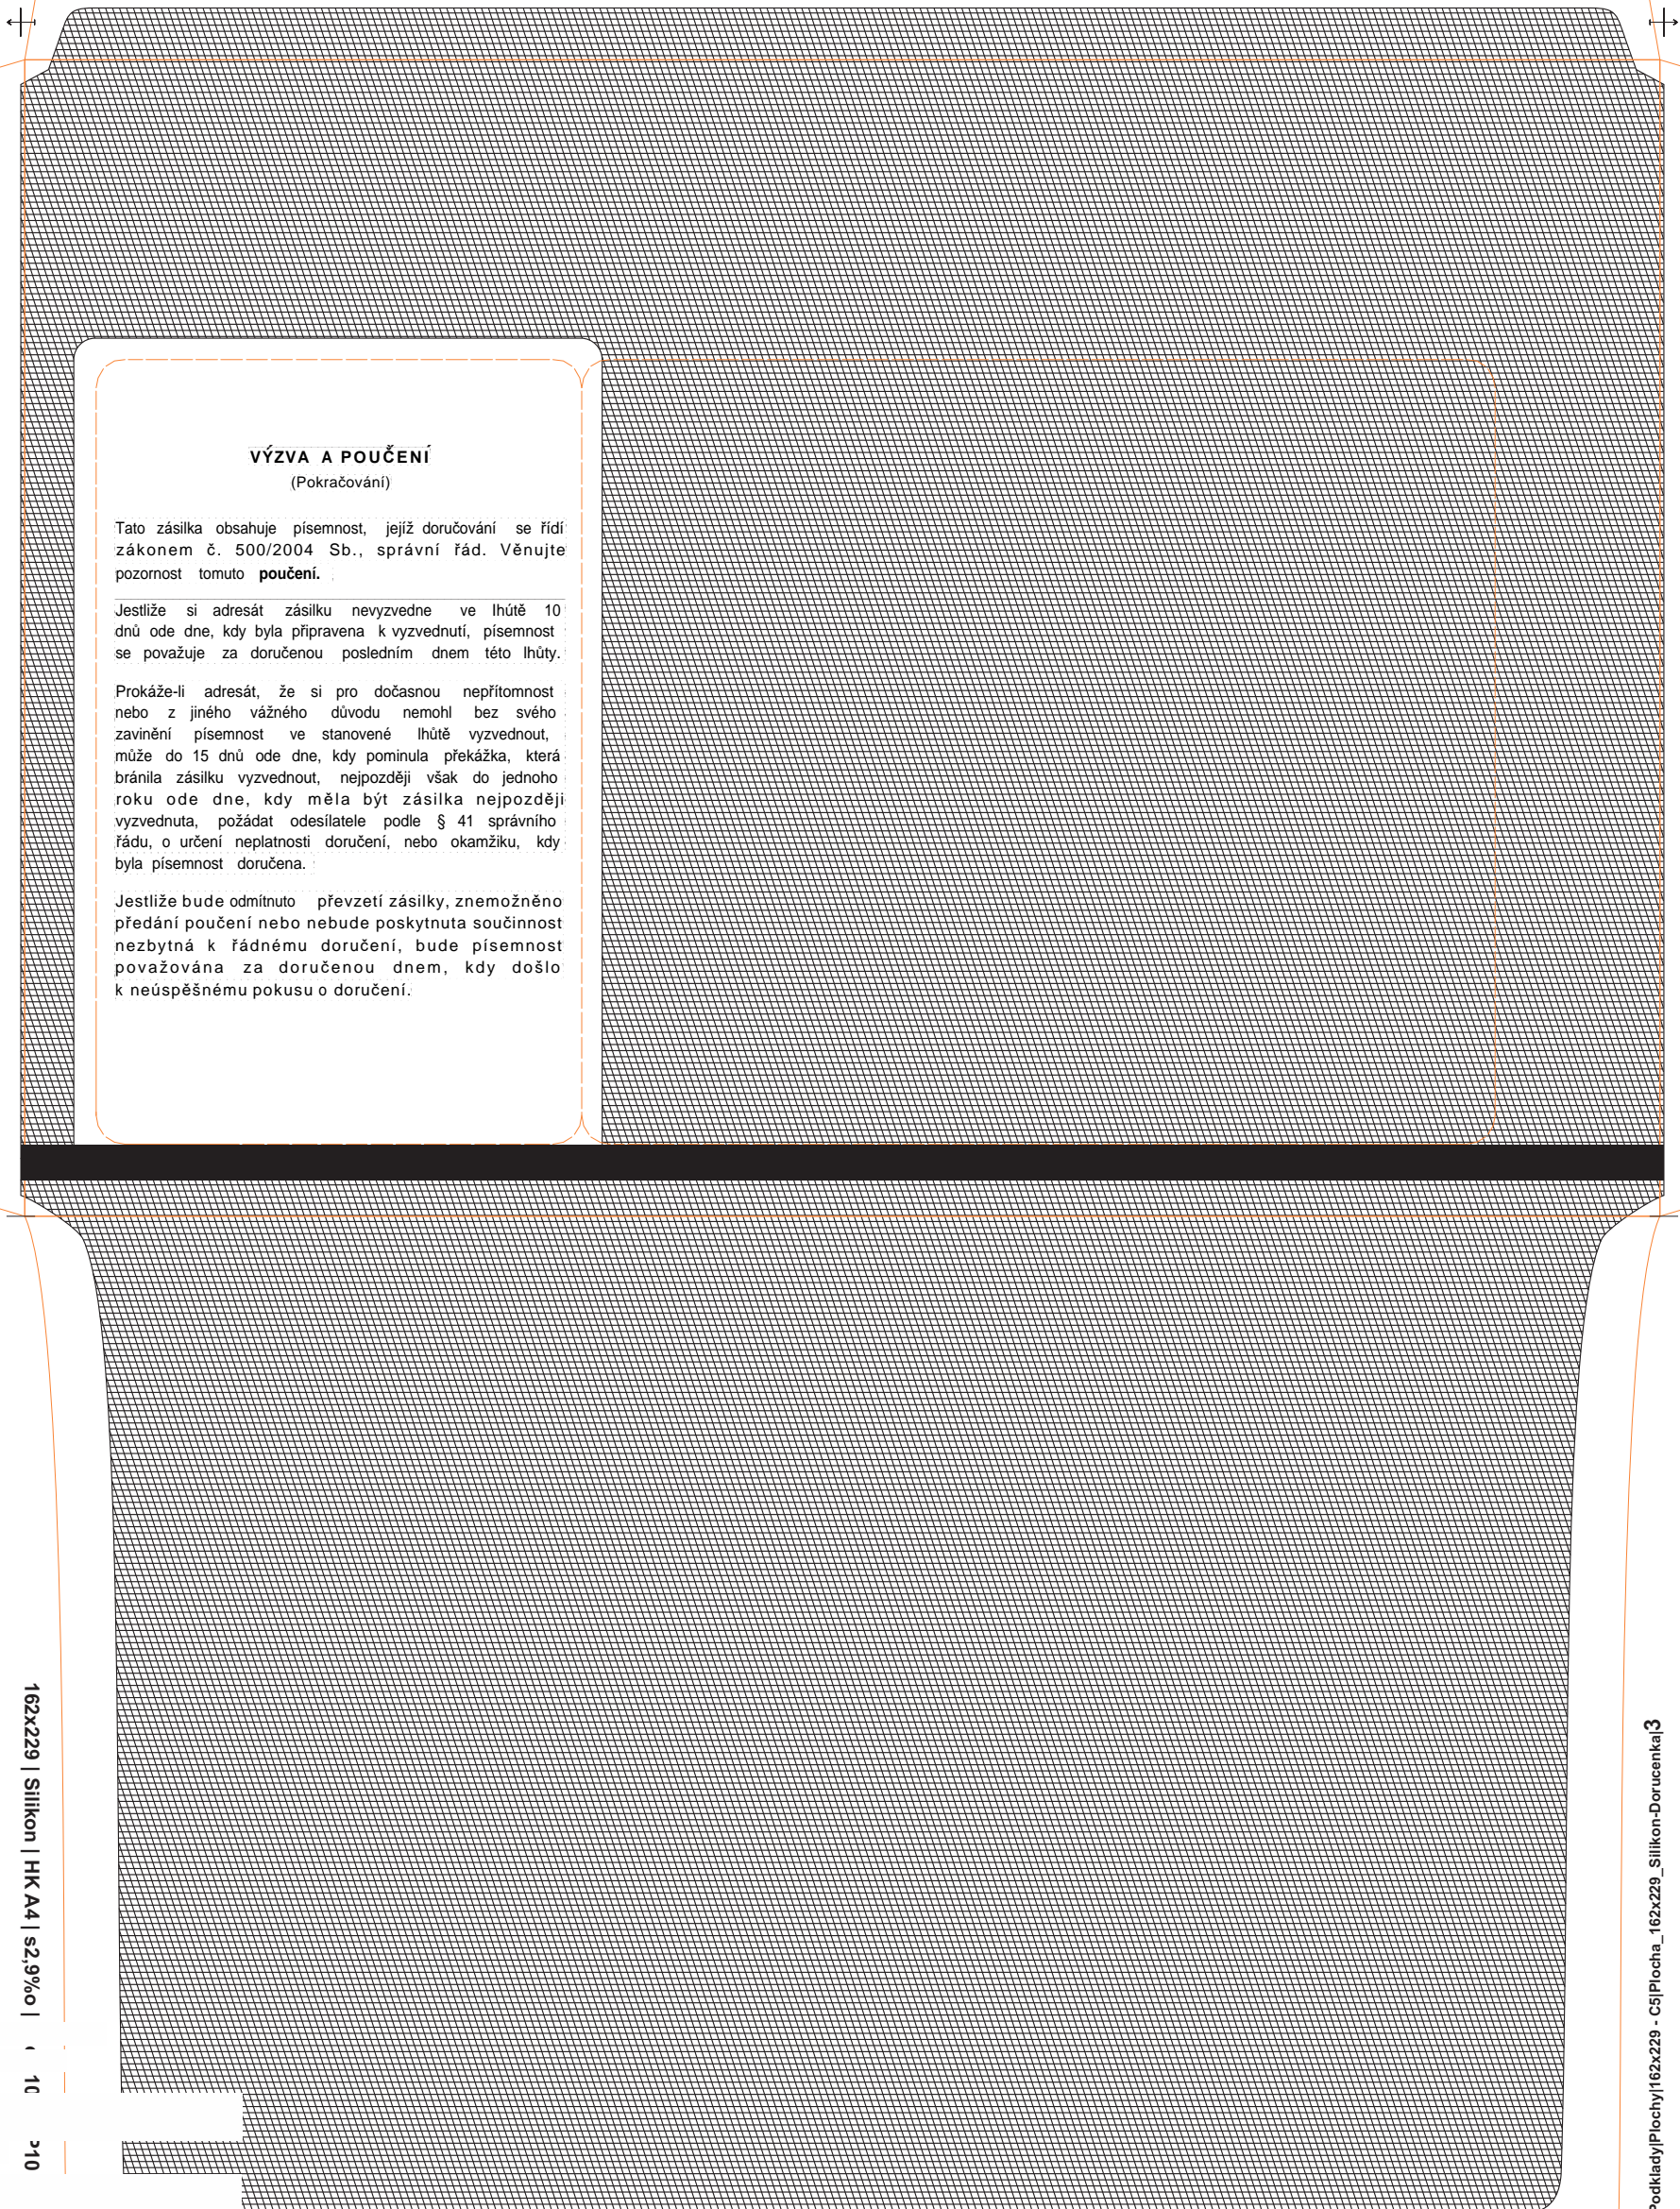 VÝZVA A POUČENÍ
(Pokračování)
Tato zásilka obsahuje písemnost, jejíž doručování se řídí
zákonem č. 500/2004 Sb., správní řád. Věnujte
pozornost tomuto poučení.
Jestliže si adresát zásilku nevyzvedne ve lhůtě 10
dnů ode dne, kdy byla připravena k vyzvednutí, písemnost
se považuje za doručenou posledním dnem této lhůty.
Prokáže-li adresát, že si pro dočasnou nepřítomnost
nebo z jiného vážného důvodu nemohl bez svého
zavinění písemnost ve stanovené lhůtě vyzvednout,
může do 15 dnů ode dne, kdy pominula překážka, která
bránila zásilku vyzvednout, nejpozději však do jednoho
roku ode dne, kdy měla být zásilka nejpozději
vyzvednuta, požádat odesílatele podle § 41 správního
řádu, o určení neplatnosti doručení, nebo okamžiku, kdy
byla písemnost doručena.
Jestliže bude odmítnuto převzetí zásilky, znemožněno
předání poučení nebo nebude poskytnuta součinnost
nezbytná k řádnému doručení, bude písemnost
považována za doručenou dnem, kdy došlo
k neúspěšnému pokusu o doručení.
162x229 | Silikon | HK A4 | s2,9%o |
Podklady|Plochy|162x229 - C5|Plocha_162x229_Silikon-Dorucenka|3